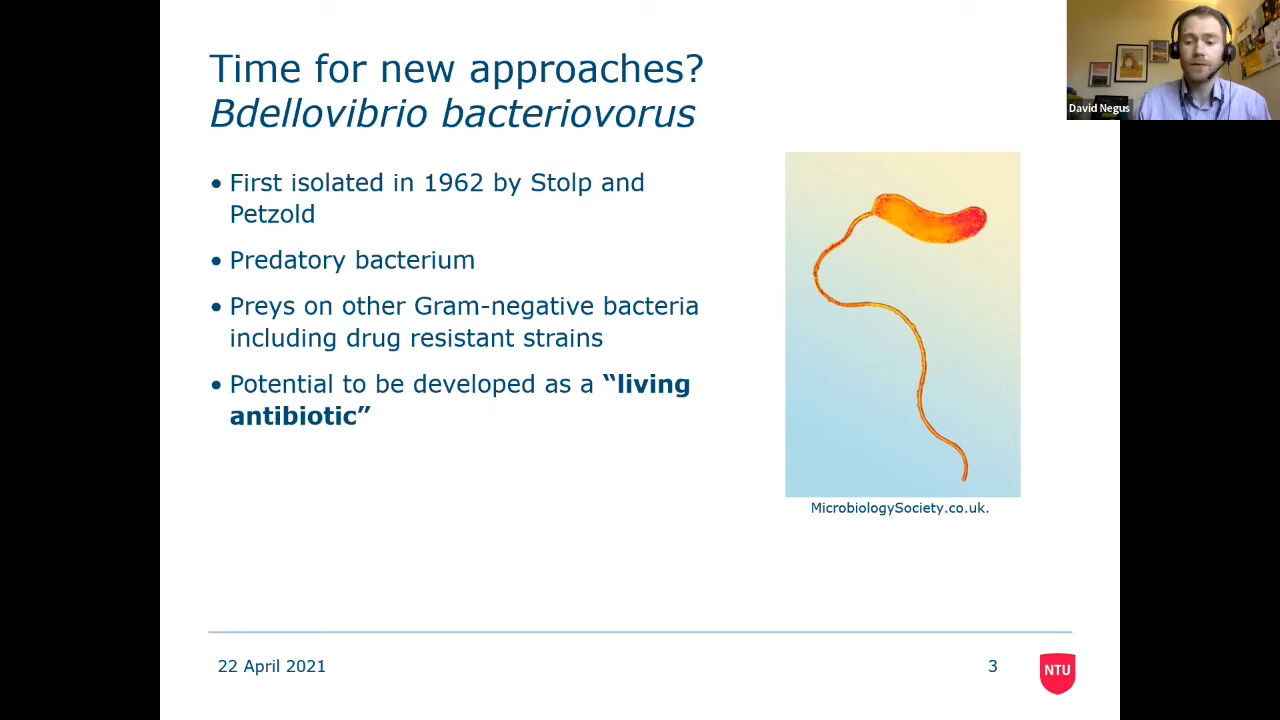 Time for new approaches?
Bdellovibrio bacteriovorus
• First isolated in 1962 by Stolp and
Petzold
• Predatory bacterium
• Preys on other Gram-negative bacteria
including drug resistant strains
• Potential to be developed as a “living
antibiotic”
MicrobiologySociety.co.uk.
22 April 2021
3
NTU
David Negus